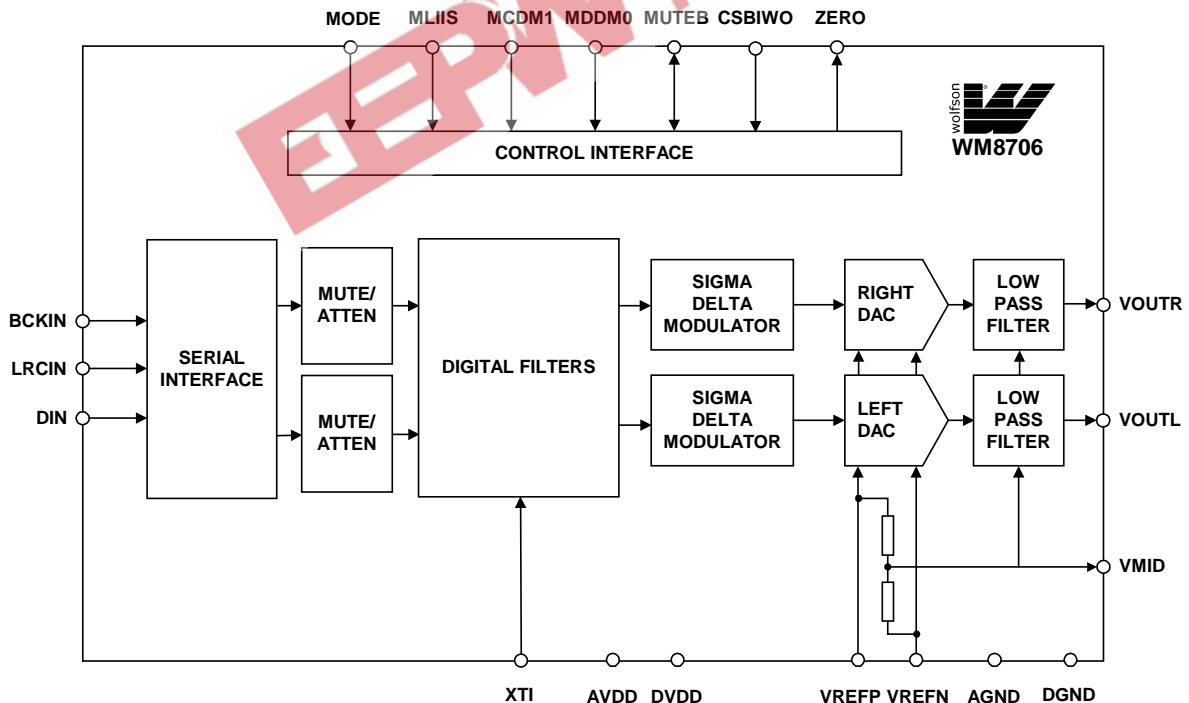 MODE MLIIS MCDM1 MDDM0 MUTEB CSBIWO ZERO
EEPW
wolfson
WM8706
CONTROL INTERFACE
BCKIN
LRCIN
DIN
SERIAL
INTERFACE
MUTE/
ATTEN
MUTE/
ATTEN
DIGITAL FILTERS
SIGMA
DELTA
MODULATOR
SIGMA
DELTA
MODULATOR
RIGHT
DAC
LEFT
DAC
LOW
PASS
FILTER
LOW
PASS
FILTER
VOUTR
VOUTL
VMID
XTI AVDD DVDD VREFP VREFN AGND DGND